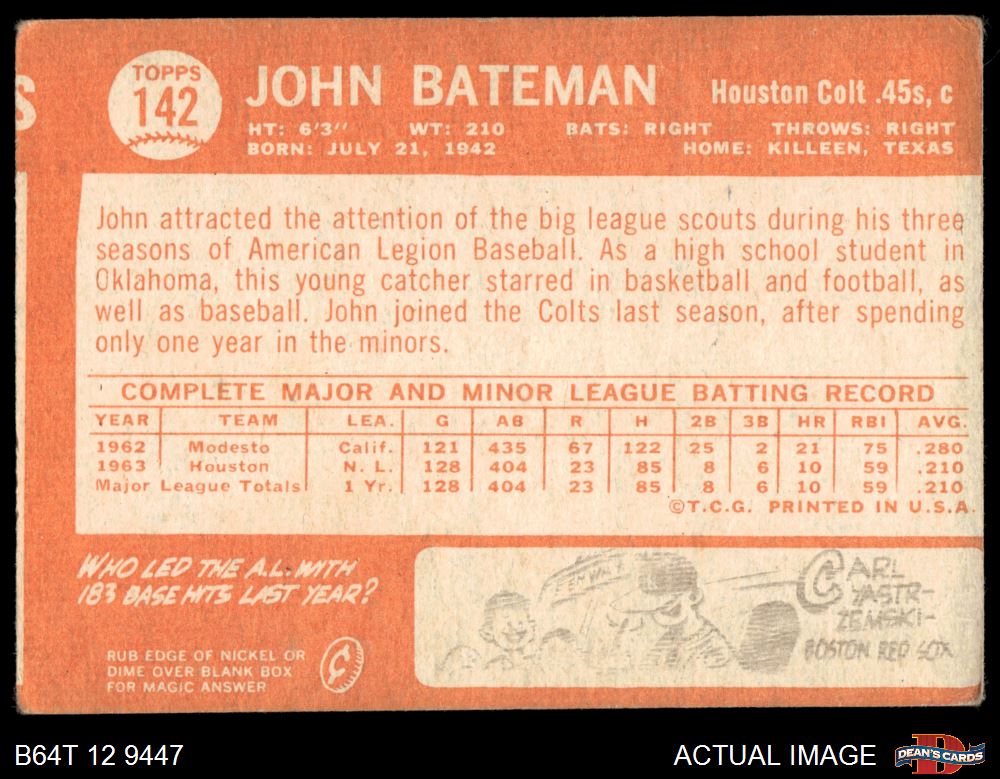 S
TOPPS
142
JOHN BATEMAN
Houston Colt .45s, c
HT: 6'3" WT: 210 BATS: RIGHT THROWS: RIGHT
BORN: JULY 21, 1942 HOME: KILLEEN, TEXAS
John attracted the attention of the big league scouts during his three
seasons of American Legion Baseball. As a high school student in
Oklahoma, this young catcher starred in basketball and football, as
well as baseball. John joined the Colts last season, after spending
only one year in the minors.
COMPLETE MAJOR AND MINOR LEAGUE BATTING RECORD
YEAR TEAM LEA. G AB R H 2B 3B HR RBI AVG.
1962 Modesto Calif. 121 435 67 122 25 2 21 75 .280
1963 Houston N. L. 128 404 23 85 8 6 10 59 .210
Major League Totals 1 Yr. 128 404 23 85 8 6 10 59 .210
©T.C.G. PRINTED IN U.S.A.
WHO LED THE A.L. WITH
183 BASE HITS LAST YEAR?
RUB EDGE OF NICKEL OR
DIME OVER BLANK BOX
FOR MAGIC ANSWER
FENWAY
CARL
YASTR-
ZEMSKI-
BOSTON RED SOX
B64T 12 9447
ACTUAL IMAGE
D
DEAN'S CARDS